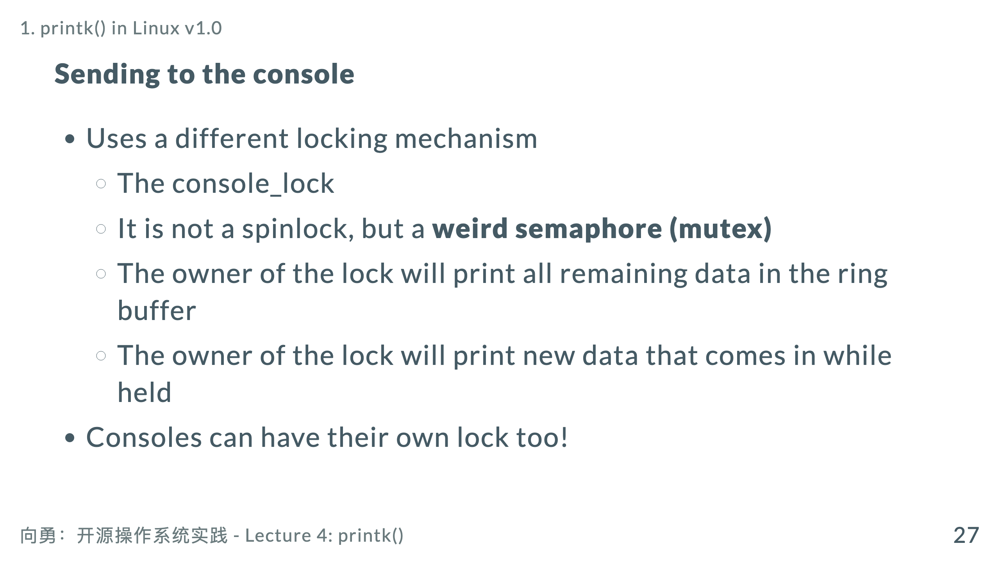 1. printk() in Linux v1.0
Sending to the console
• Uses a different locking mechanism
○ The console_lock
○ It is not a spinlock, but a weird semaphore (mutex)
○ The owner of the lock will print all remaining data in the ring
buffer
○ The owner of the lock will print new data that comes in while
held
• Consoles can have their own lock too!
向勇：开源操作系统实践 - Lecture 4: printk()
27